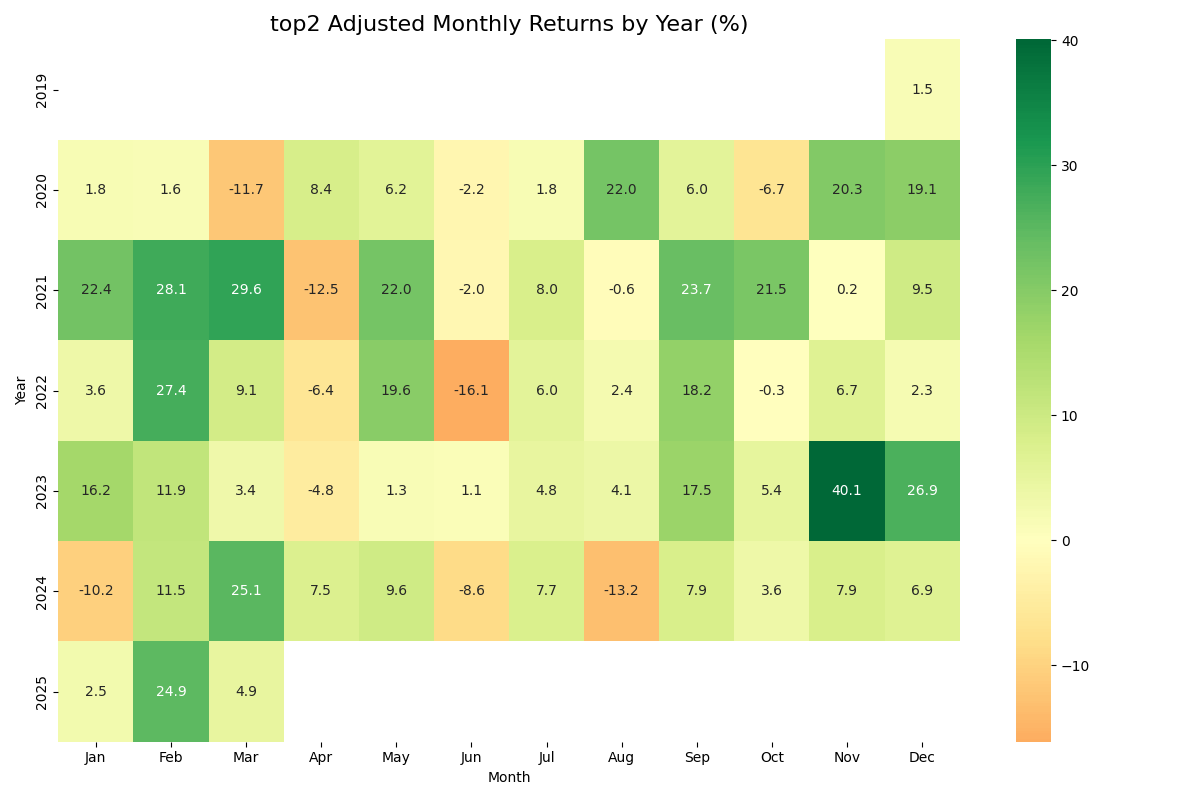 top2 Adjusted Monthly Returns by Year (%)
2019 1.5
2020 1.8 1.6 -11.7 8.4 6.2 -2.2 1.8 22.0 6.0 -6.7 20.3 19.1
2021 22.4 28.1 29.6 -12.5 22.0 -2.0 8.0 -0.6 23.7 21.5 0.2 9.5
2022 3.6 27.4 9.1 -6.4 19.6 -16.1 6.0 2.4 18.2 -0.3 6.7 2.3
2023 16.2 11.9 3.4 -4.8 1.3 1.1 4.8 4.1 17.5 5.4 40.1 26.9
2024 -10.2 11.5 25.1 7.5 9.6 -8.6 7.7 -13.2 7.9 3.6 7.9 6.9
2025 2.5 24.9 4.9
Year
Jan Feb Mar Apr May Jun Jul Aug Sep Oct Nov Dec
Month
40
30
20
10
0
−10